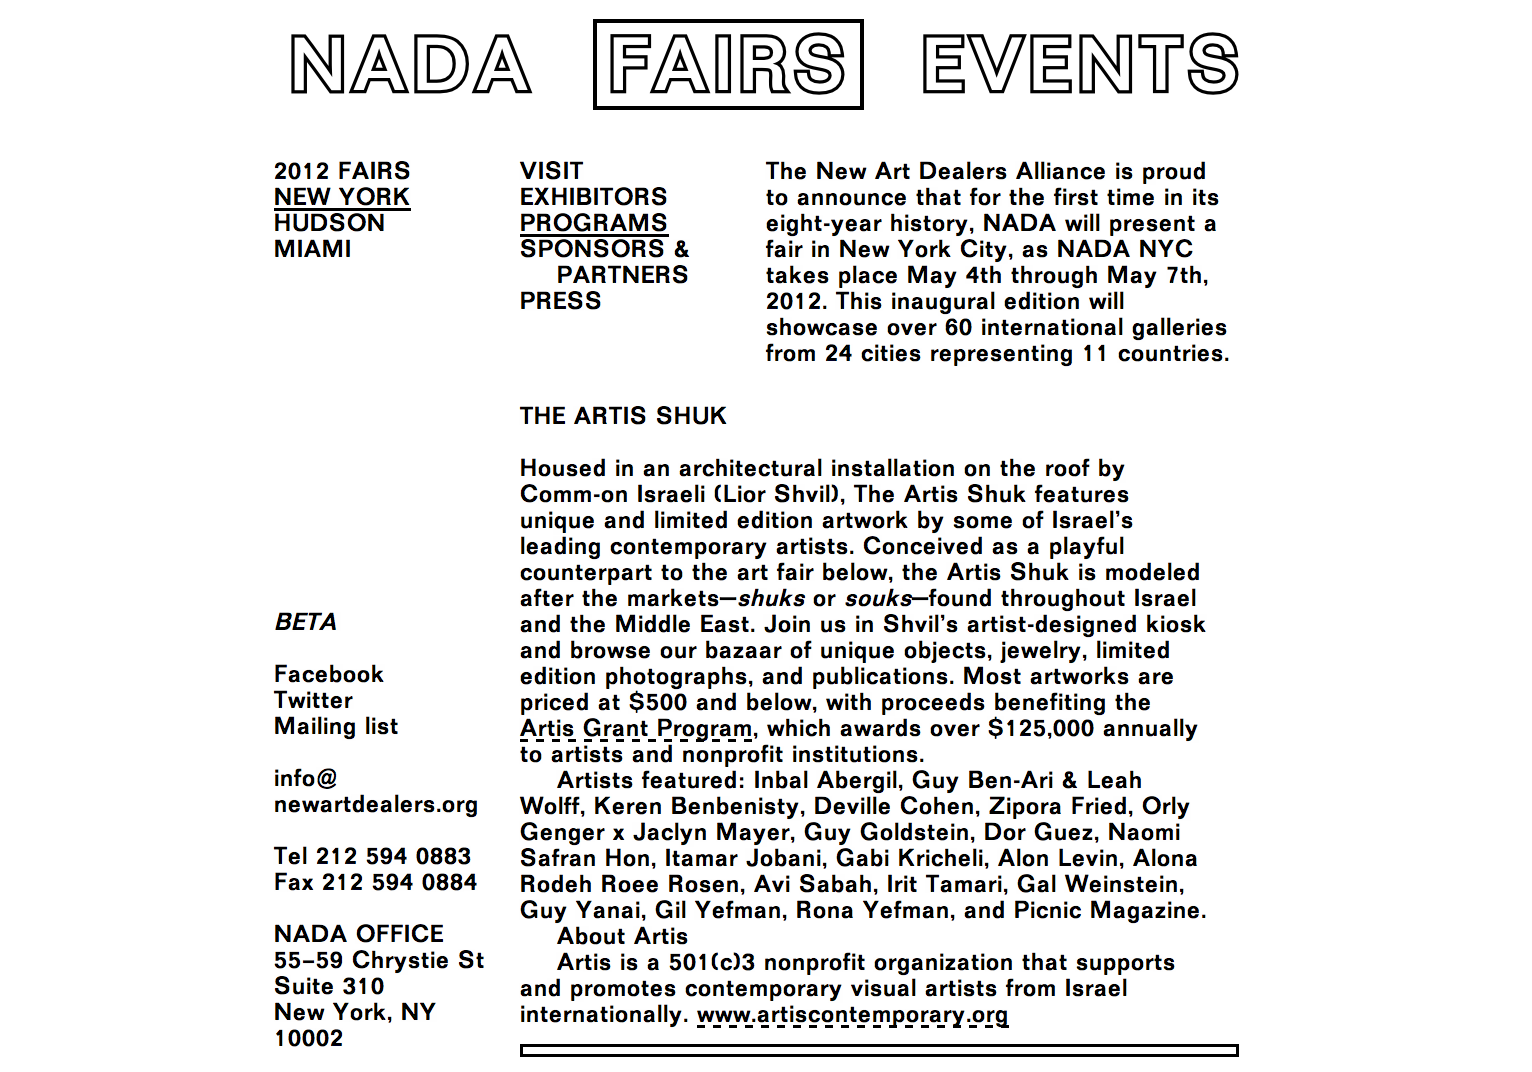 NADA FAIRS EVENTS
2012 FAIRS
NEW YORK
HUDSON
MIAMI
VISIT
EXHIBITORS
PROGRAMS
SPONSORS &
PARTNERS
PRESS
The New Art Dealers Alliance is proud
to announce that for the first time in its
eight-year history, NADA will present a
fair in New York City, as NADA NYC
takes place May 4th through May 7th,
2012. This inaugural edition will
showcase over 60 international galleries
from 24 cities representing 11 countries.
THE ARTIS SHUK
Housed in an architectural installation on the roof by
Comm-on Israeli (Lior Shvil), The Artis Shuk features
unique and limited edition artwork by some of Israel’s
leading contemporary artists. Conceived as a playful
counterpart to the art fair below, the Artis Shuk is modeled
after the markets—shuks or souks—found throughout Israel
and the Middle East. Join us in Shvil’s artist-designed kiosk
and browse our bazaar of unique objects, jewelry, limited
edition photographs, and publications. Most artworks are
priced at $500 and below, with proceeds benefiting the
Artis Grant Program, which awards over $125,000 annually
to artists and nonprofit institutions.
Artists featured: Inbal Abergil, Guy Ben-Ari & Leah
Wolff, Keren Benbenisty, Deville Cohen, Zipora Fried, Orly
Genger x Jaclyn Mayer, Guy Goldstein, Dor Guez, Naomi
Safran Hon, Itamar Jobani, Gabi Kricheli, Alon Levin, Alona
Rodeh Roee Rosen, Avi Sabah, Irit Tamari, Gal Weinstein,
Guy Yanai, Gil Yefman, Rona Yefman, and Picnic Magazine.
About Artis
Artis is a 501(c)3 nonprofit organization that supports
and promotes contemporary visual artists from Israel
internationally. www.artiscontemporary.org
BETA
Facebook
Twitter
Mailing list
info@
newartdealers.org
Tel 212 594 0883
Fax 212 594 0884
NADA OFFICE
55–59 Chrystie St
Suite 310
New York, NY
10002